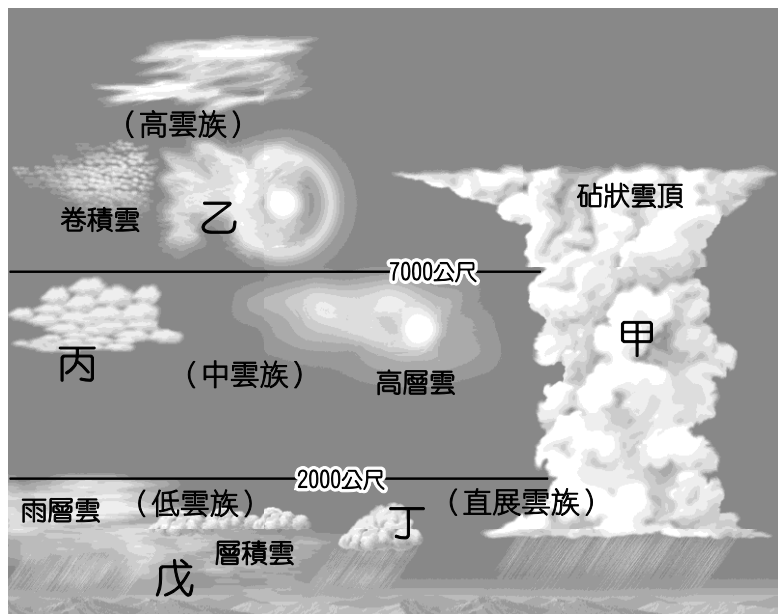 （高雲族）
砧狀雲頂
卷積雲
乙
7000公尺
甲
丙
（中雲族）
高層雲
2000公尺
雨層雲
（低雲族）
（直展雲族）
丁
層積雲
戊